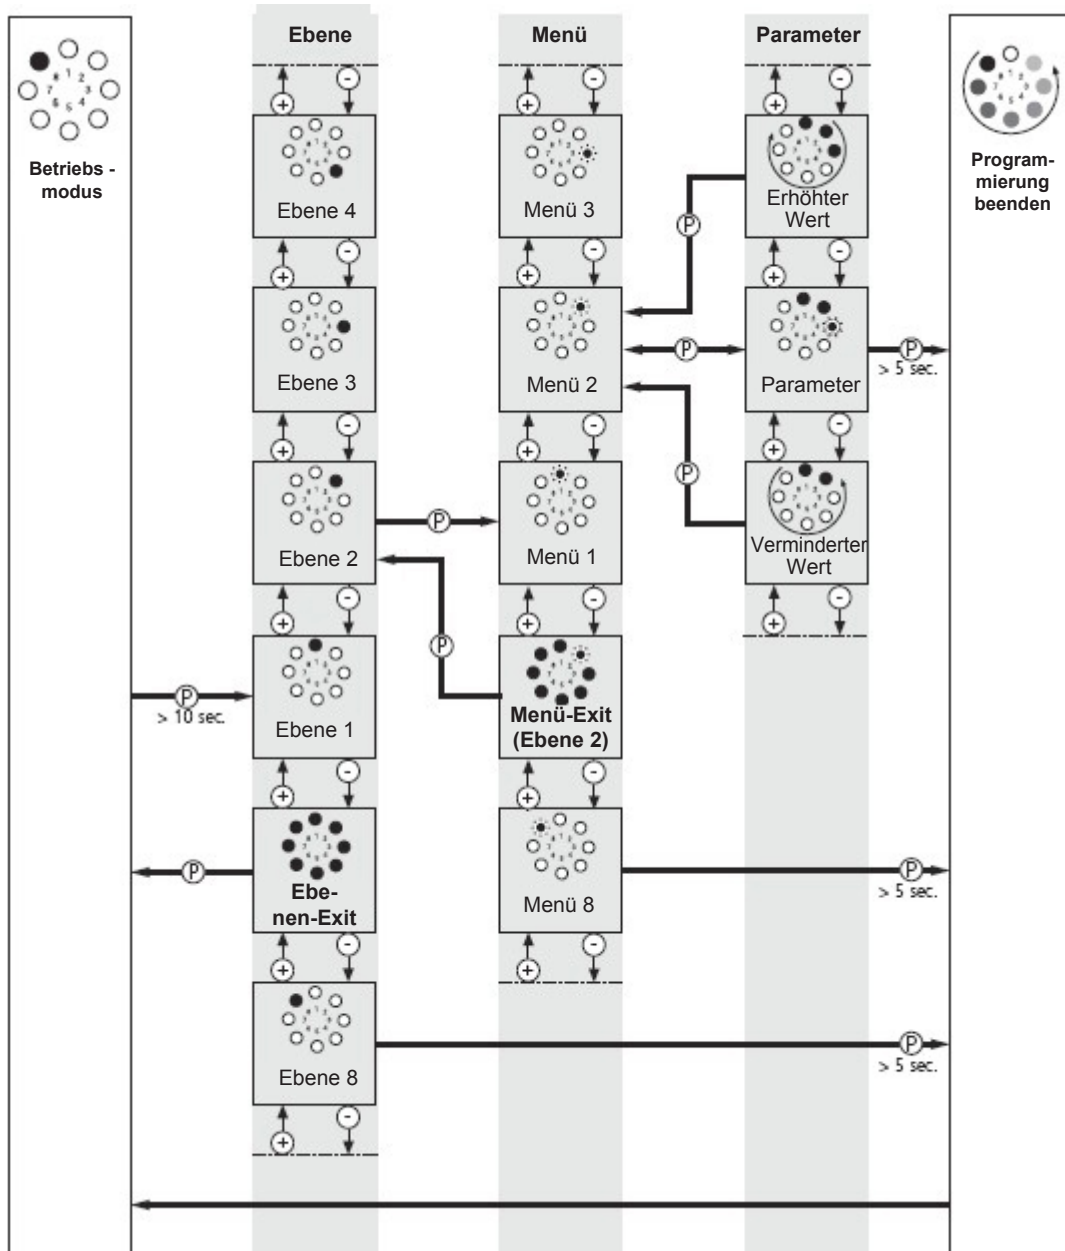 Ebene
Menü
Parameter
Betriebs -
modus
Program-
mierung
beenden
Ebene 4
Menü 3
Erhöhter
Wert
P
Ebene 3
Menü 2
P
Parameter
P
> 5 sec.
Ebene 2
P
Menü 1
P
Verminderter
Wert
P
> 10 sec.
Ebene 1
P
Menü-Exit
(Ebene 2)
P
Ebe-
nen-Exit
Menü 8
P
> 5 sec.
Ebene 8
P
> 5 sec.